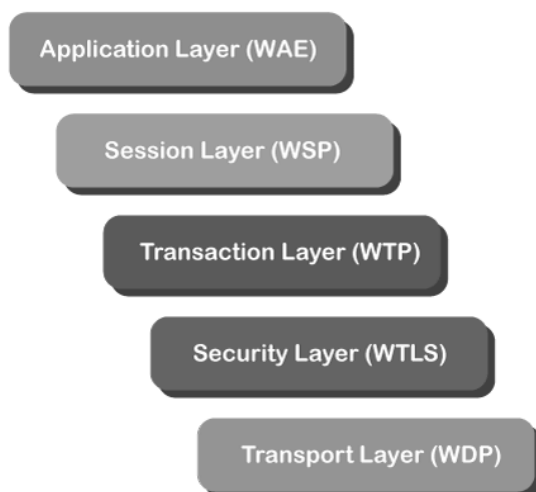 Application Layer (WAE)
Session Layer (WSP)
Transaction Layer (WTP)
Security Layer (WTLS)
Transport Layer (WDP)